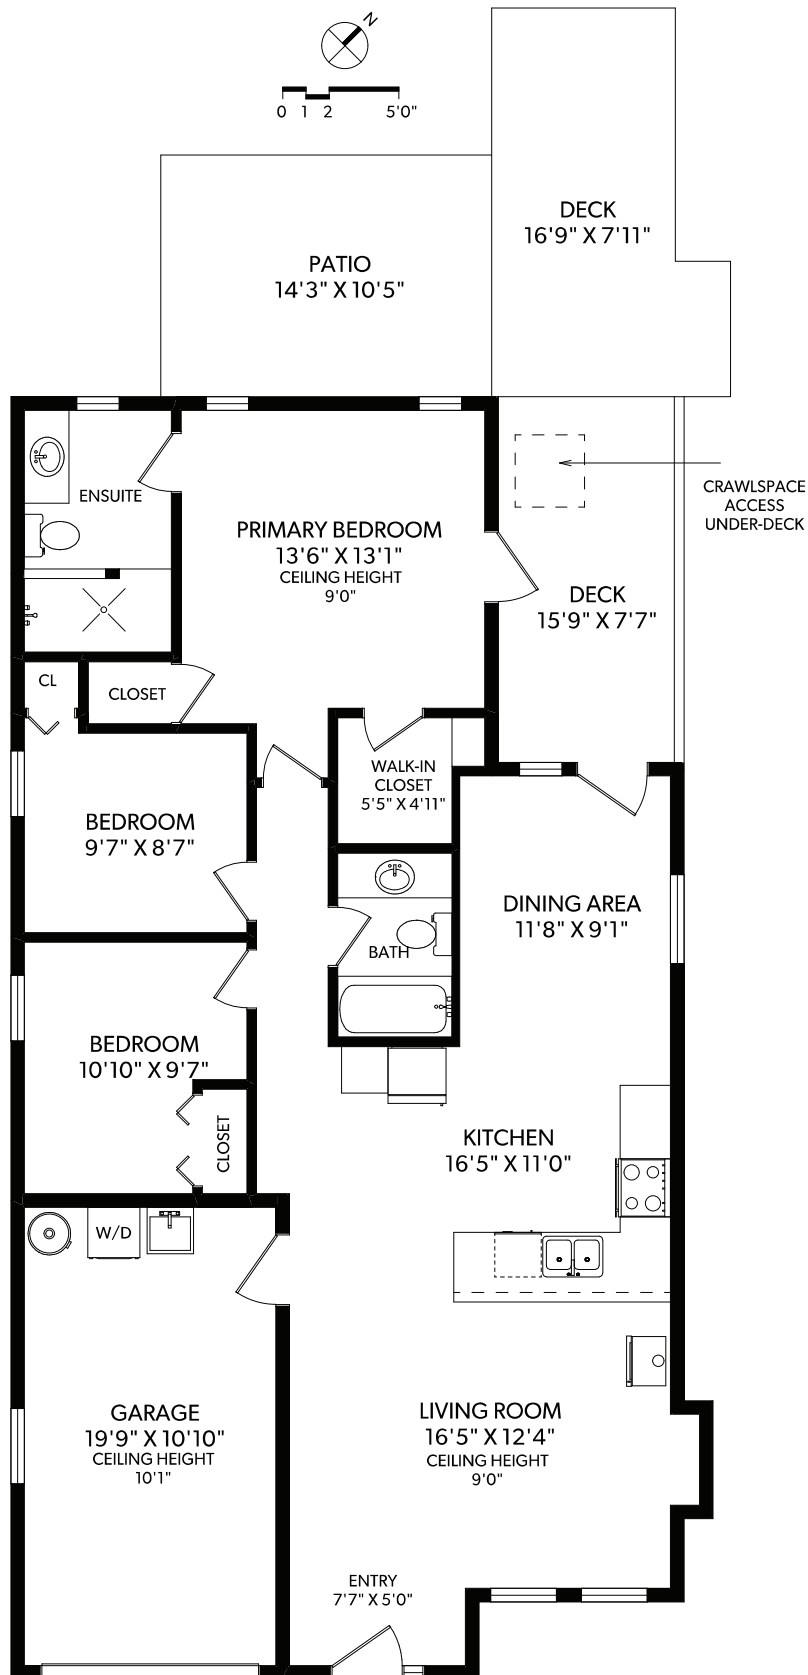 N
0 1 2 5'0"
DECK
16'9" X 7'11"
PATIO
14'3" X 10'5"
ENSUITE
CRAWLSPACE
ACCESS
UNDER-DECK
PRIMARY BEDROOM
13'6" X 13'1"
CEILING HEIGHT
9'0"
DECK
15'9" X 7'7"
CL
CLOSET
WALK-IN
CLOSET
5'5" X 4'11"
BEDROOM
9'7" X 8'7"
DINING AREA
11'8" X 9'1"
BATH
BEDROOM
10'10" X 9'7"
CLOSET
KITCHEN
16'5" X 11'0"
W/D
GARAGE
19'9" X 10'10"
CEILING HEIGHT
10'1"
LIVING ROOM
16'5" X 12'4"
CEILING HEIGHT
9'0"
ENTRY
7'7" X 5'0"